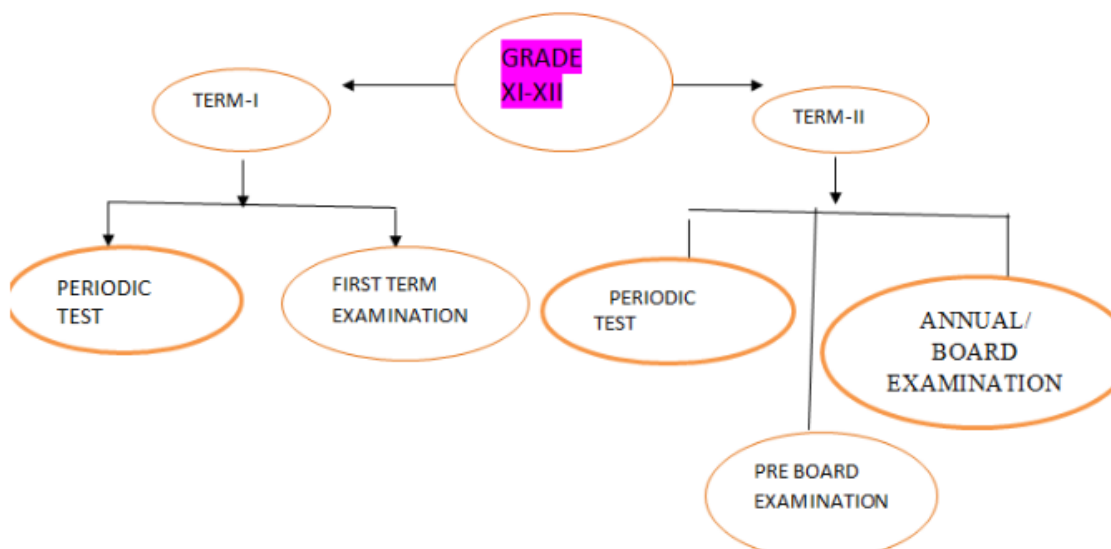 GRADE
XI-XII
TERM-I
TERM-II
PERIODIC
TEST
FIRST TERM
EXAMINATION
PERIODIC
TEST
ANNUAL/
BOARD
EXAMINATION
PRE BOARD
EXAMINATION